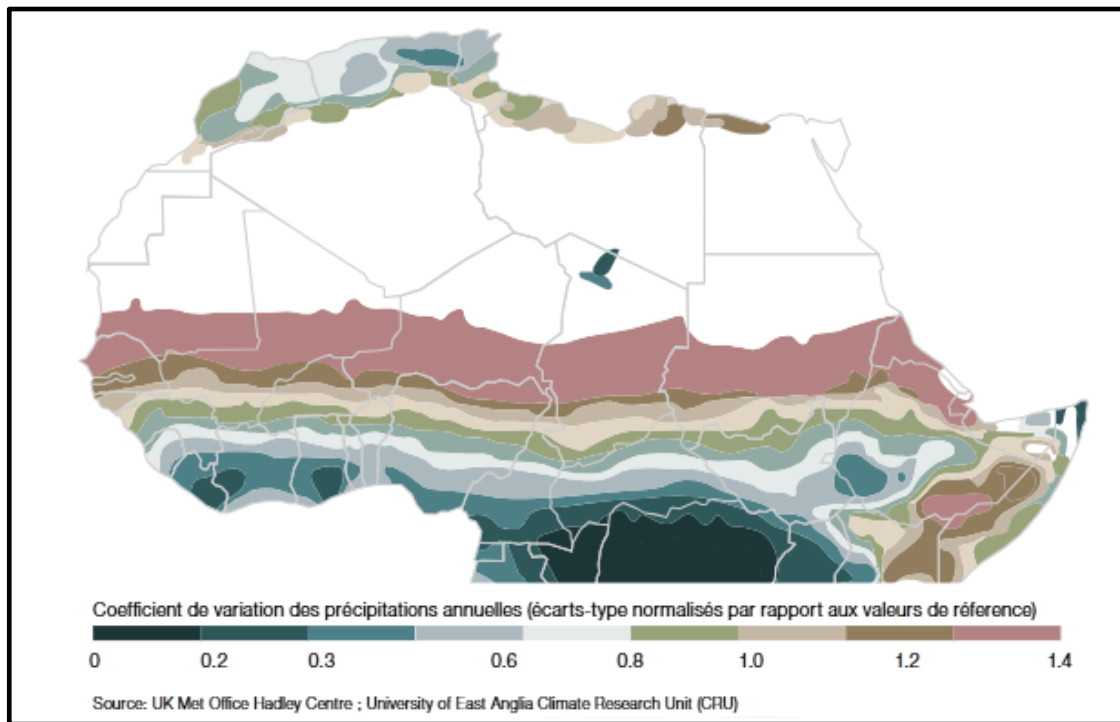 Coefficient de variation des précipitations annuelles (écarts-type normalisés par rapport aux valeurs de réference)
0 0.2 0.3 0.6 0.8 1.0 1.2 1.4
Source: UK Met Office Hadley Centre ; University of East Anglia Climate Research Unit (CRU)